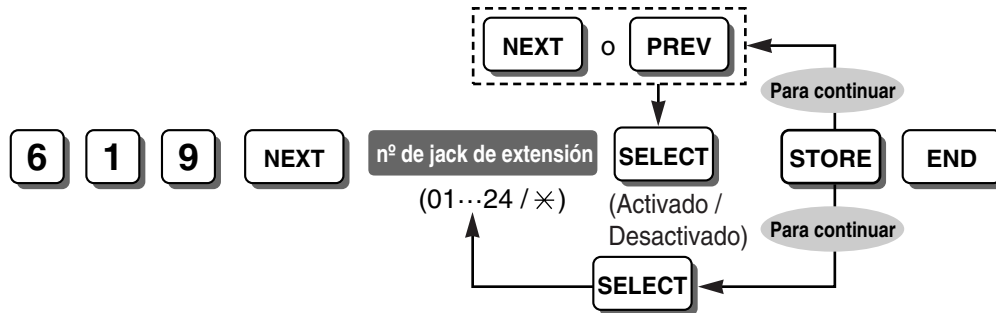 NEXT o PREV
Para continuar
6 1 9 NEXT nº de jack de extensión SELECT STORE END
(01···24 / ✳) (Activado /
Desactivado)
Para continuar
SELECT